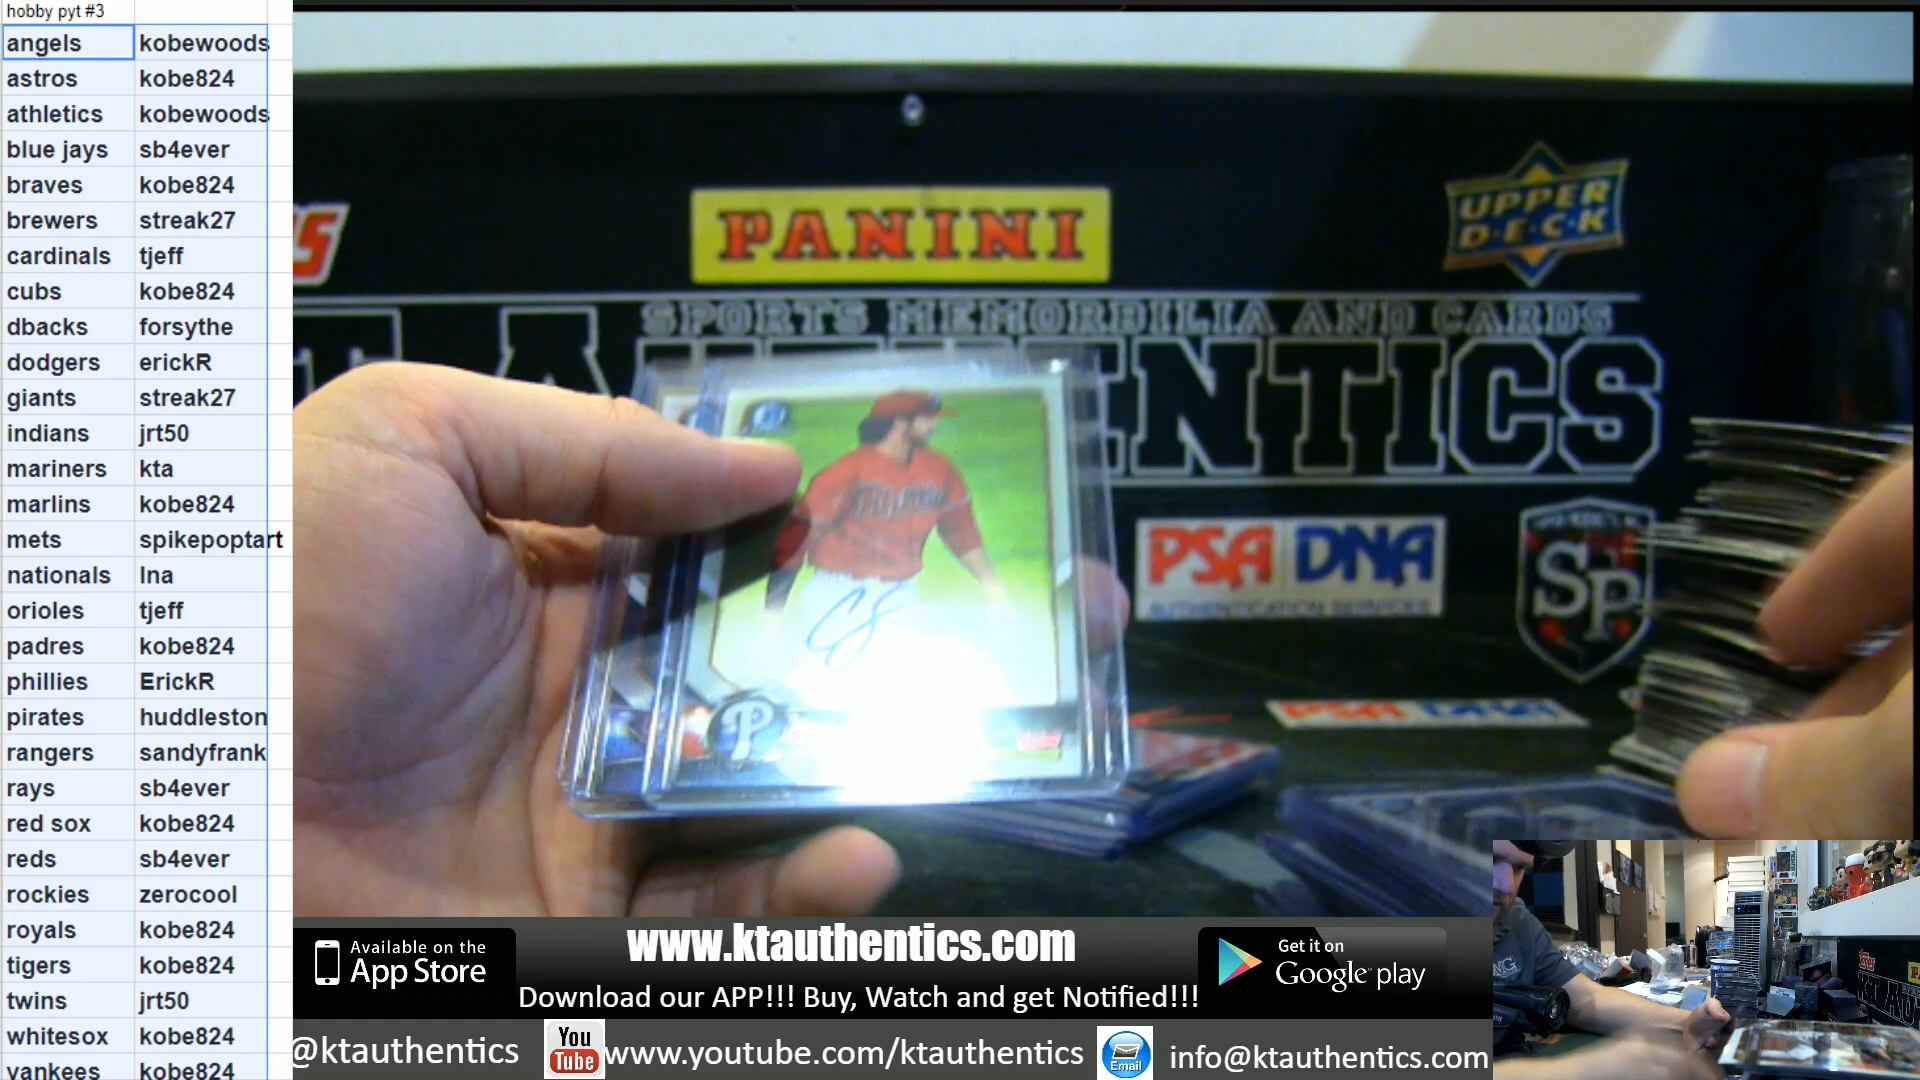 hobby pyt #3
angels kobewoods
astros kobe824
athletics kobewoods
blue jays sb4ever
braves kobe824
brewers streak27
cardinals tjeff
cubs kobe824
dbacks forsythe
dodgers erickR
giants streak27
indians jrt50
mariners kta
marlins kobe824
mets spikepoptart
nationals lna
orioles tjeff
padres kobe824
phillies ErickR
pirates huddleston
rangers sandyfrank
rays sb4ever
red sox kobe824
reds sb4ever
rockies zerocool
royals kobe824
tigers kobe824
twins jrt50
whitesox kobe824
yankees kobe824
PANINI
UPPER
D·E·C·K
SPORTS MEMORBILIA AND CARDS
PSA DNA
AUTHENTICATION SERVICES
SP
PSA DNA
P
Available on the
App Store
www.ktauthentics.com
Get it on
Google play
Download our APP!!! Buy, Watch and get Notified!!!
@ktauthentics
You
Tube
www.youtube.com/ktauthentics
Email
info@ktauthentics.com